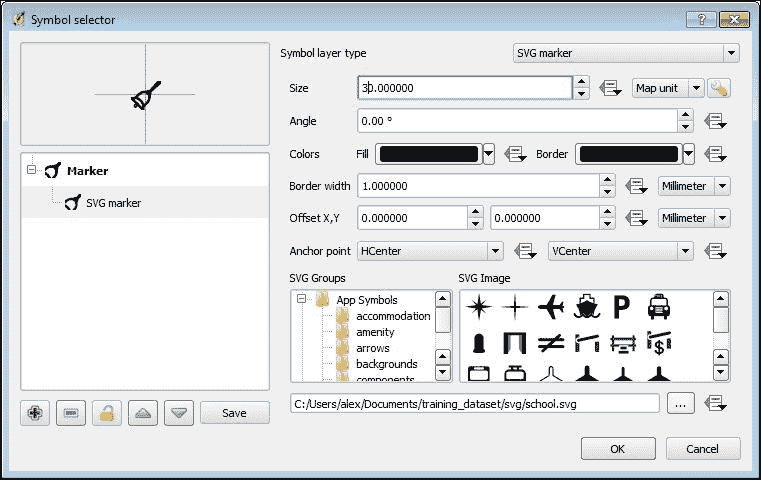 Symbol selector
Symbol layer type SVG marker
Size 30.000000 Map unit
Angle 0.00 °
Colors Fill Border
Marker
Border width 1.000000 Millimeter
SVG marker
Offset X,Y 0.000000 0.000000 Millimeter
Anchor point HCenter VCenter
SVG Groups SVG Image
App Symbols
accommodation
amenity
arrows
backgrounds
components
C:/Users/alex/Documents/training_dataset/svg/school.svg ...
Save
OK Cancel